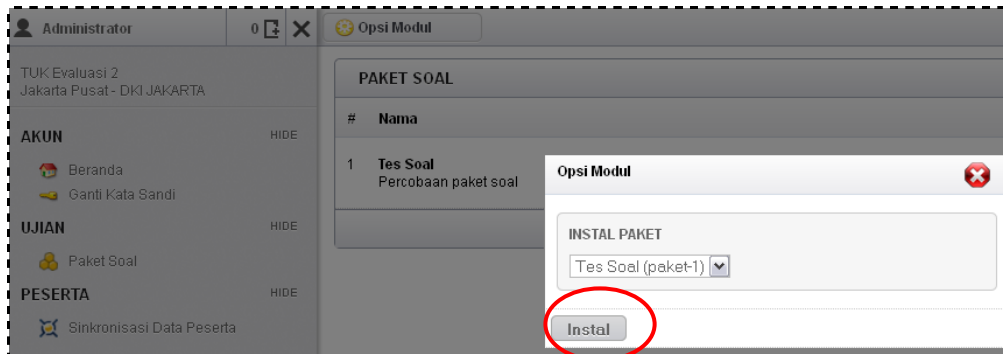 Administrator
0
Opsi Modul
TUK Evaluasi 2
Jakarta Pusat - DKI JAKARTA
AKUN HIDE
Beranda
Ganti Kata Sandi
UJIAN HIDE
Paket Soal
PESERTA HIDE
Sinkronisasi Data Peserta
PAKET SOAL
# Nama
1 Tes Soal
Percobaan paket soal
Opsi Modul
INSTAL PAKET
Tes Soal (paket-1)
Instal